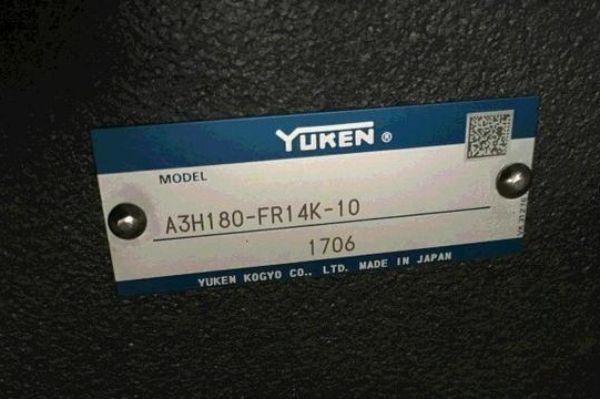 YUKEN ®
MODEL
A3H180-FR14K-10
1706
YUKEN KOGYO CO., LTD. MADE IN JAPAN